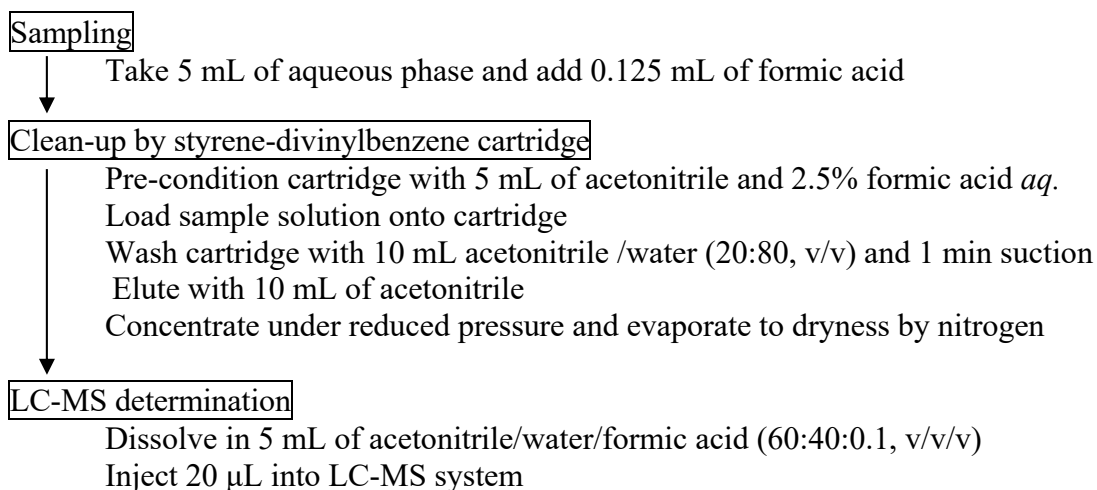 Sampling
Take 5 mL of aqueous phase and add 0.125 mL of formic acid
Clean-up by styrene-divinylbenzene cartridge
Pre-condition cartridge with 5 mL of acetonitrile and 2.5% formic acid aq.
Load sample solution onto cartridge
Wash cartridge with 10 mL acetonitrile /water (20:80, v/v) and 1 min suction
Elute with 10 mL of acetonitrile
Concentrate under reduced pressure and evaporate to dryness by nitrogen
LC-MS determination
Dissolve in 5 mL of acetonitrile/water/formic acid (60:40:0.1, v/v/v)
Inject 20 μL into LC-MS system